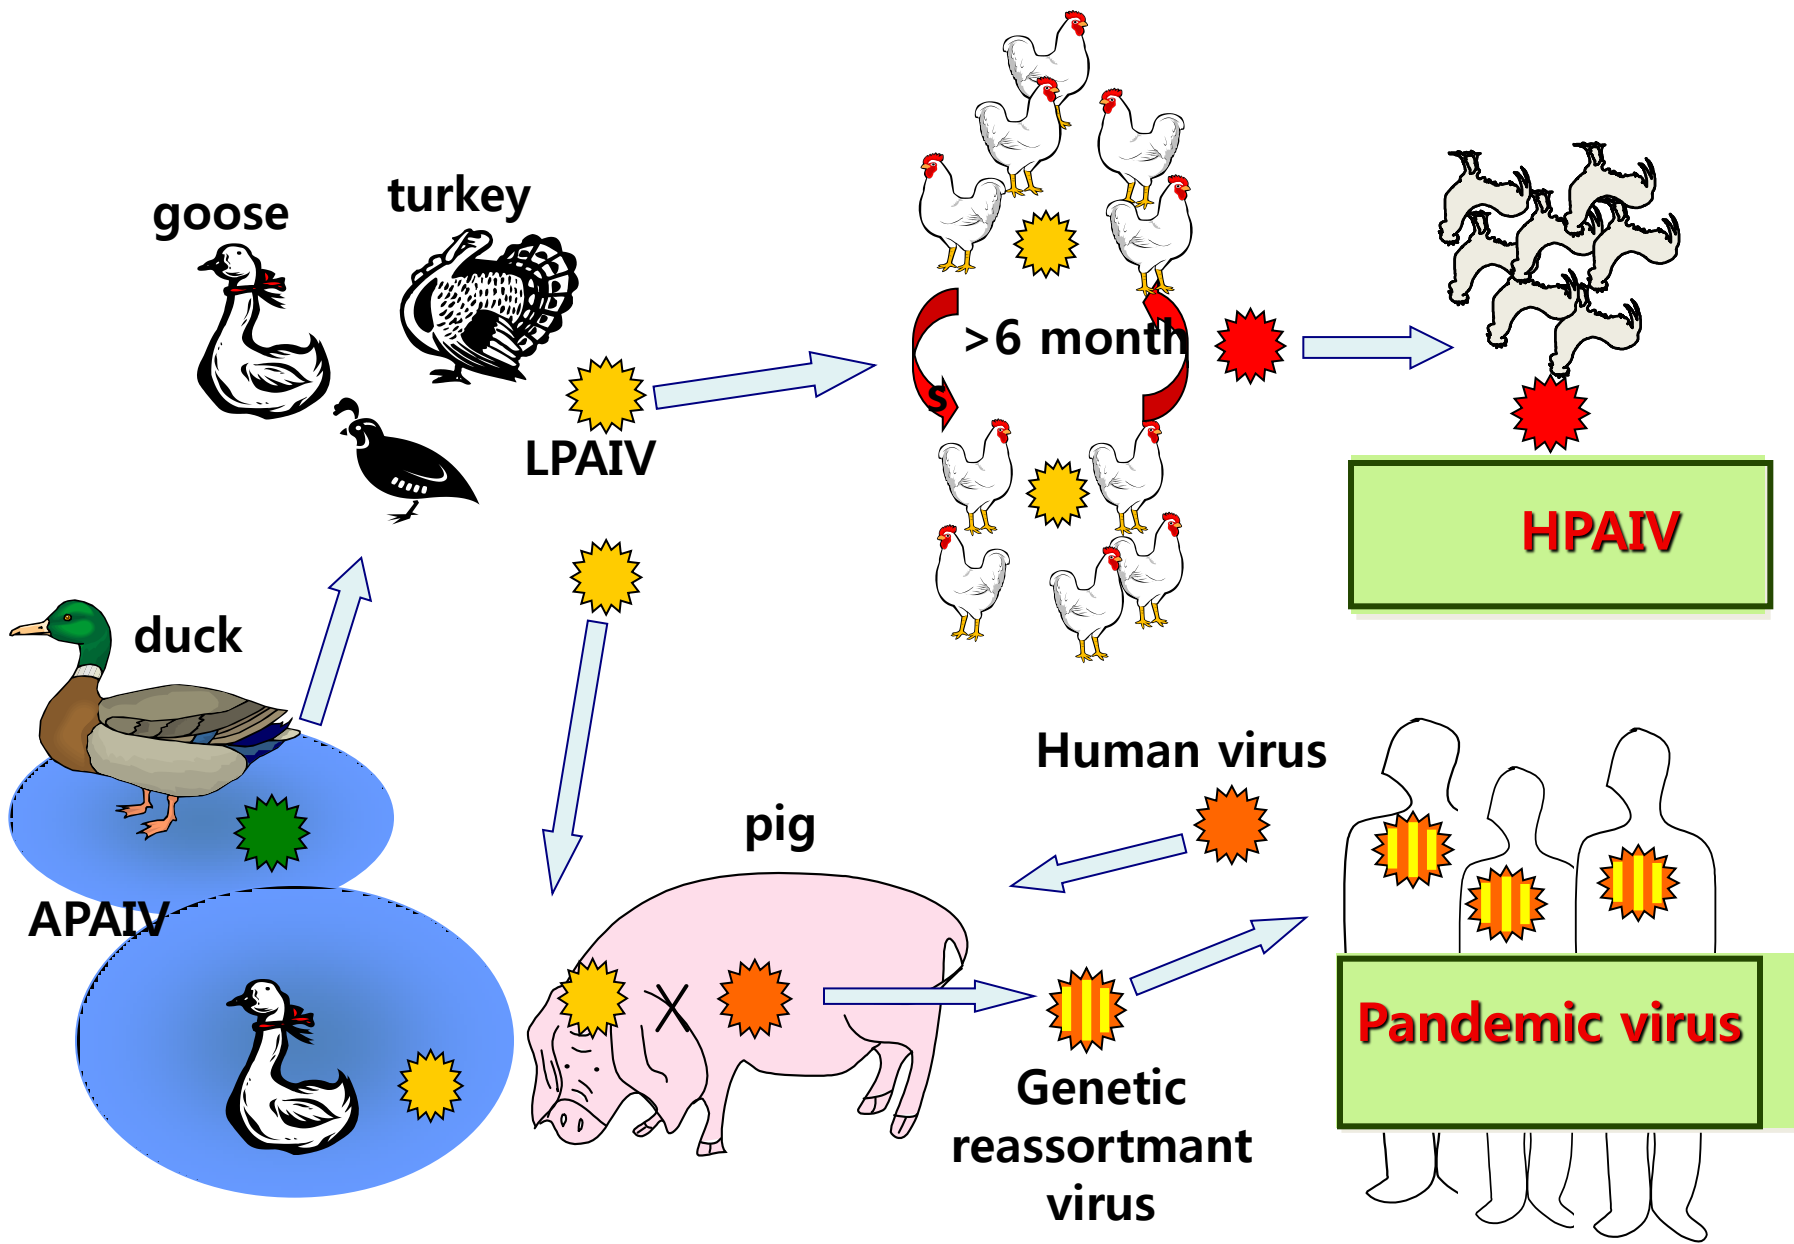 goose
turkey
>6 month
s
LPAIV
HPAIV
duck
Human virus
pig
APAIV
Pandemic virus
Genetic
reassortmant
virus